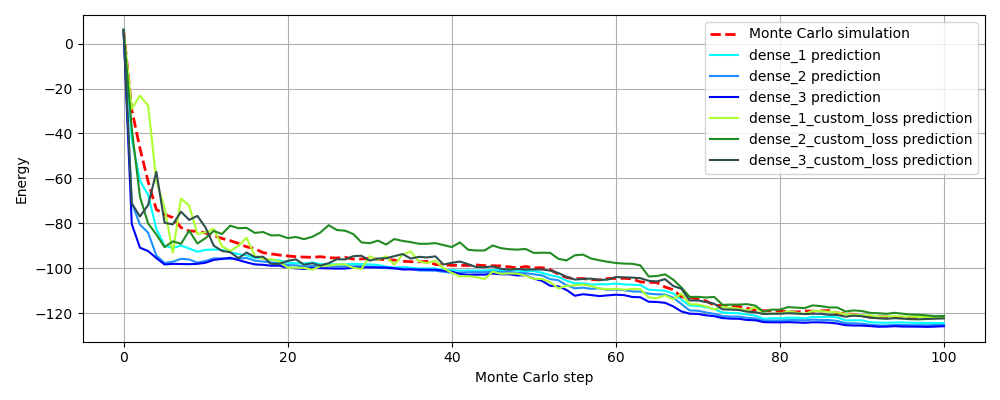 Monte Carlo simulation
dense_1 prediction
dense_2 prediction
dense_3 prediction
dense_1_custom_loss prediction
dense_2_custom_loss prediction
dense_3_custom_loss prediction
Energy
0
−20
−40
−60
−80
−100
−120
0 20 40 60 80 100
Monte Carlo step